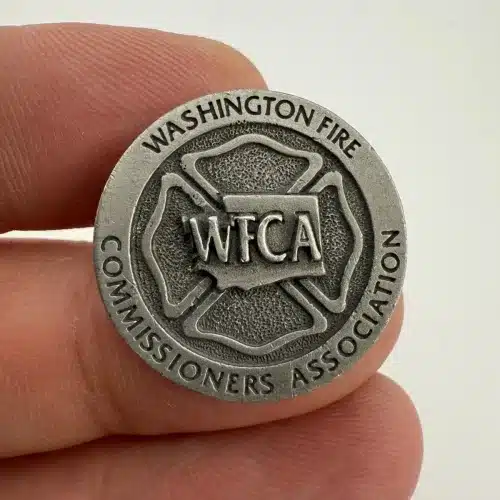 WASHINGTON FIRE
WFCA
COMMISSIONERS ASSOCIATION